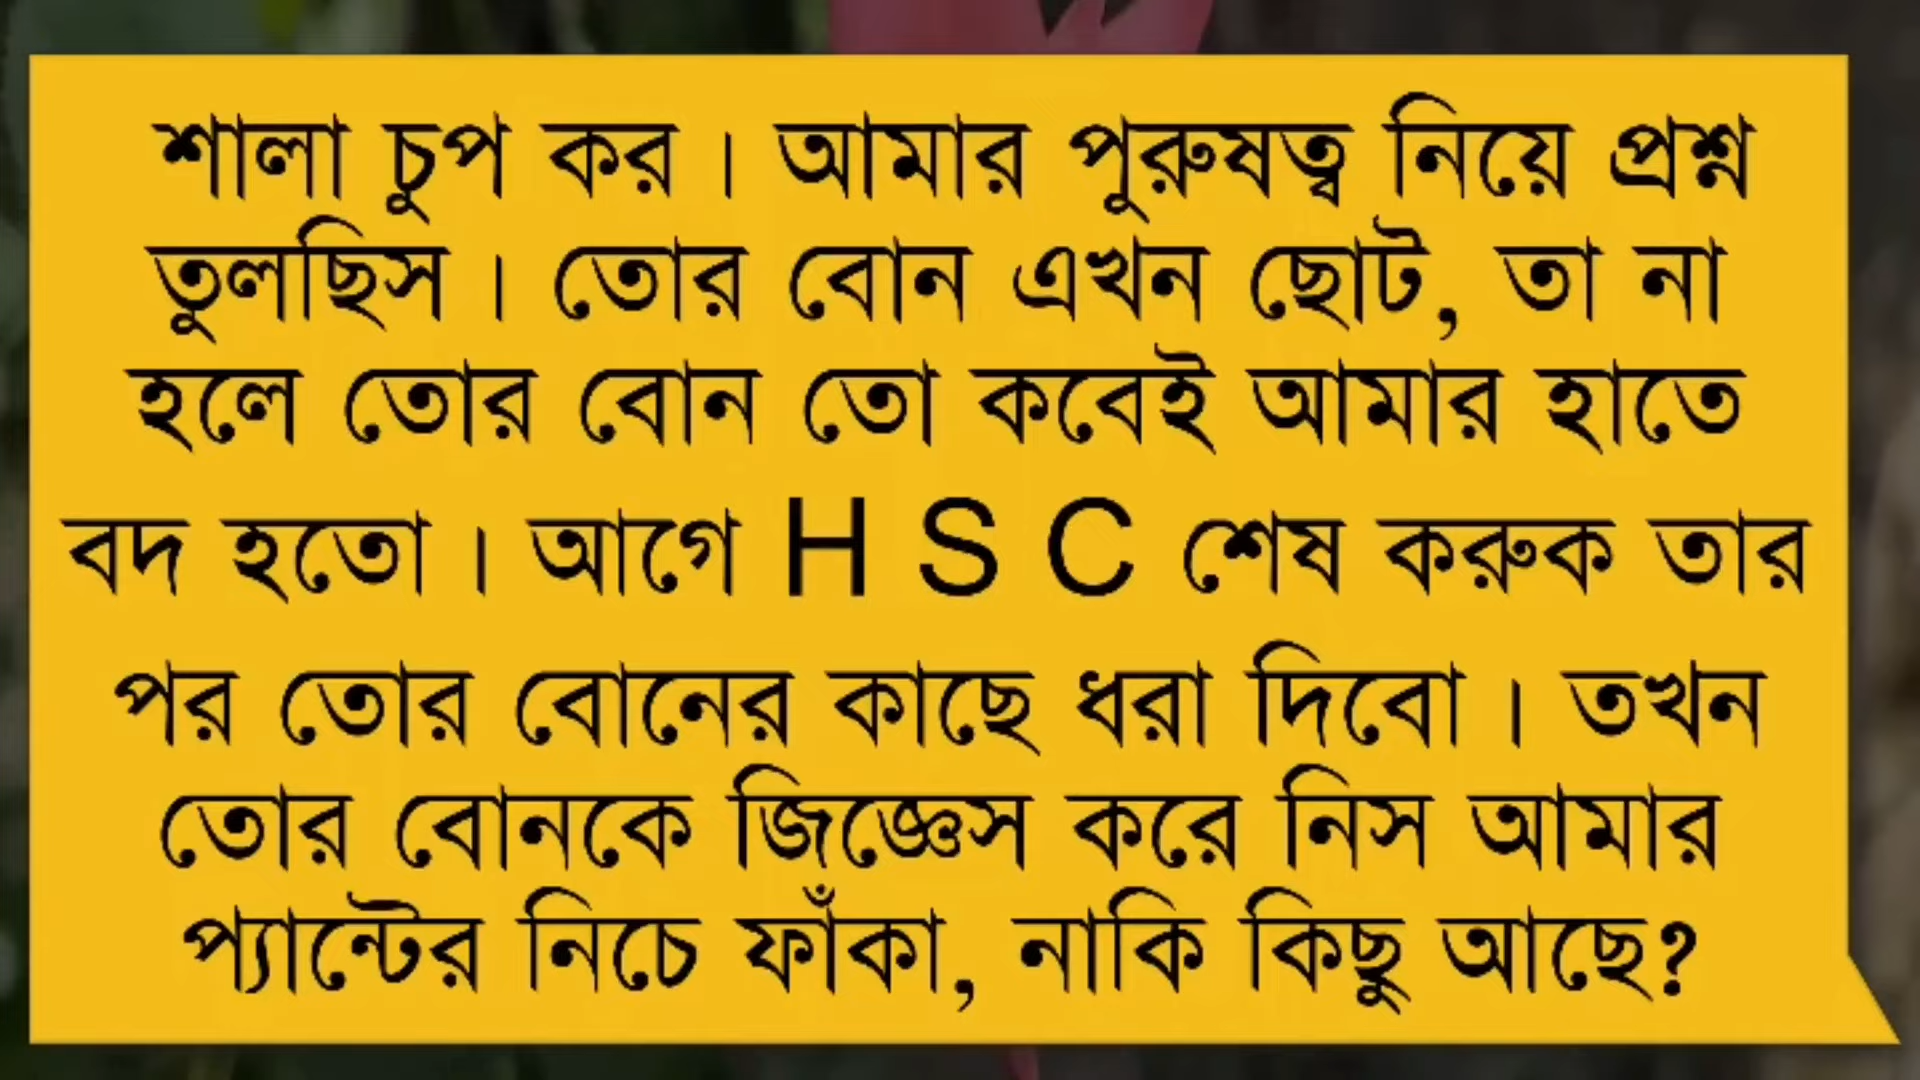 শালা চুপ কর । আমার পুরুষত্ব নিয়ে প্রশ্ন
তুলছিস । তোর বোন এখন ছোট, তা না
হলে তোর বোন তো কবেই আমার হাতে
বদ হতো । আগে H S C শেষ করুক তার
পর তোর বোনের কাছে ধরা দিবো । তখন
তোর বোনকে জিজ্ঞেস করে নিস আমার
প্যান্টের নিচে ফাঁকা, নাকি কিছু আছে?